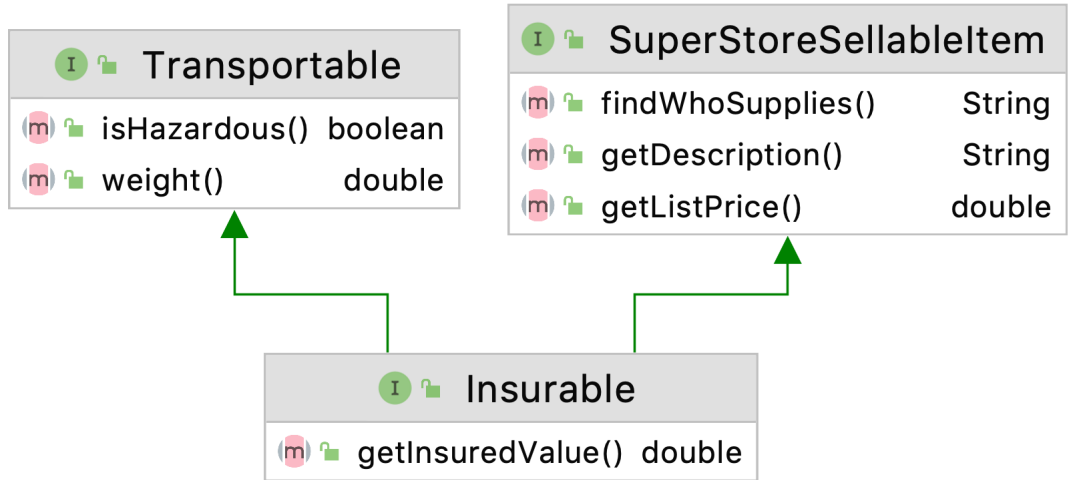 I Transportable
m isHazardous() boolean
m weight() double
I SuperStoreSellableItem
m findWhoSupplies() String
m getDescription() String
m getListPrice() double
I Insurable
m getInsuredValue() double